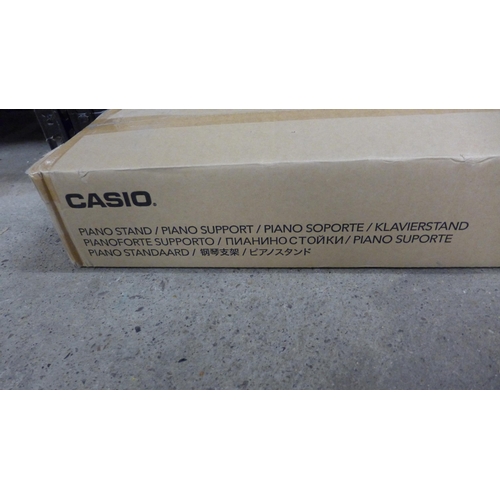 CASIO®
PIANO STAND / PIANO SUPPORT / PIANO SOPORTE / KLAVIERSTAND
PIANOFORTE SUPPORTO / ПИАНИНО СТОЙКИ / PIANO SUPORTE
PIANO STANDAARD / 钢琴支架 / ピアノスタンド